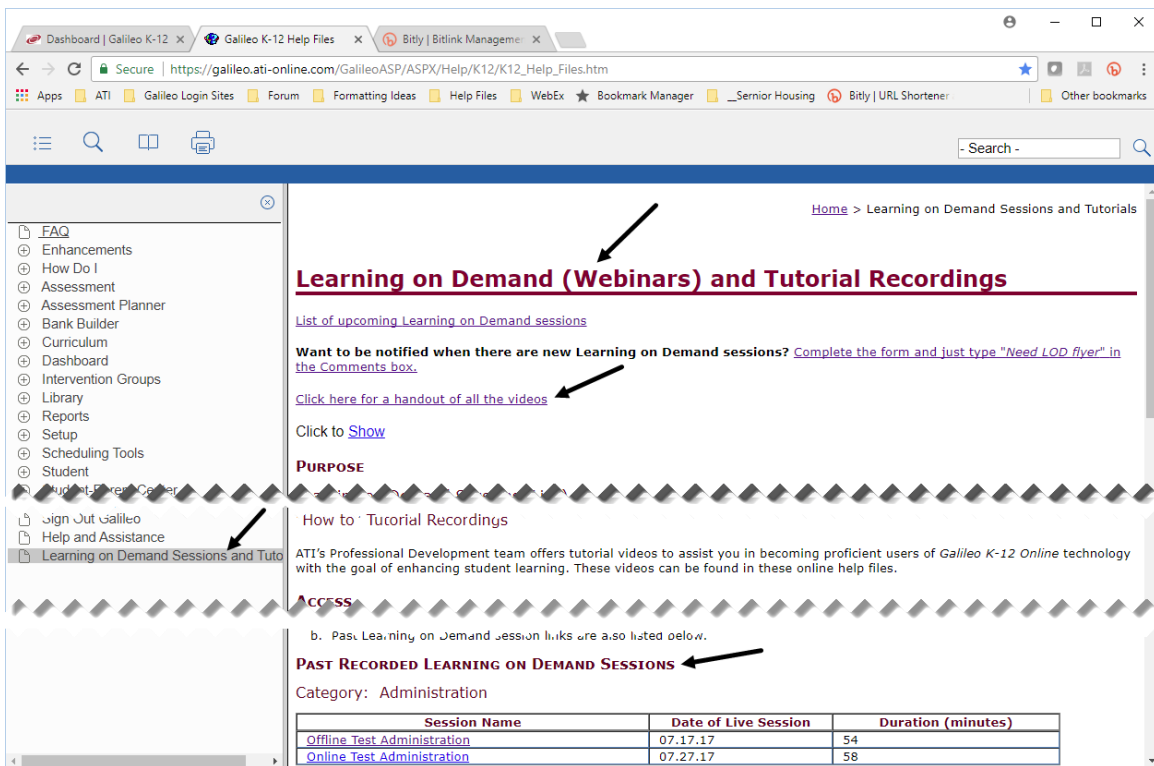 Dashboard | Galileo K-12
Galileo K-12 Help Files
Bitly | Bitlink Managemer
Secure | https://galileo.ati-online.com/GalileoASP/ASPX/Help/K12/K12_Help_Files.htm
Apps ATI Galileo Login Sites Forum Formatting Ideas Help Files WebEx Bookmark Manager __Sernior Housing Bitly | URL Shortener Other bookmarks
- Search -
Home > Learning on Demand Sessions and Tutorials
FAQ
Enhancements
How Do I
Assessment
Assessment Planner
Bank Builder
Curriculum
Dashboard
Intervention Groups
Library
Reports
Setup
Scheduling Tools
Student
Sign Out Galileo
Help and Assistance
Learning on Demand Sessions and Tuto
Learning on Demand (Webinars) and Tutorial Recordings
List of upcoming Learning on Demand sessions
Want to be notified when there are new Learning on Demand sessions? Complete the form and just type "Need LOD flyer" in
the Comments box.
Click here for a handout of all the videos
Click to Show
PURPOSE
How to Tutorial Recordings
ATI's Professional Development team offers tutorial videos to assist you in becoming proficient users of Galileo K-12 Online technology
with the goal of enhancing student learning. These videos can be found in these online help files.
ACCESS
b. Past Learning on Demand session links are also listed below.
PAST RECORDED LEARNING ON DEMAND SESSIONS
Category: Administration
Session Name Date of Live Session Duration (minutes)
Offline Test Administration 07.17.17 54
Online Test Administration 07.27.17 58